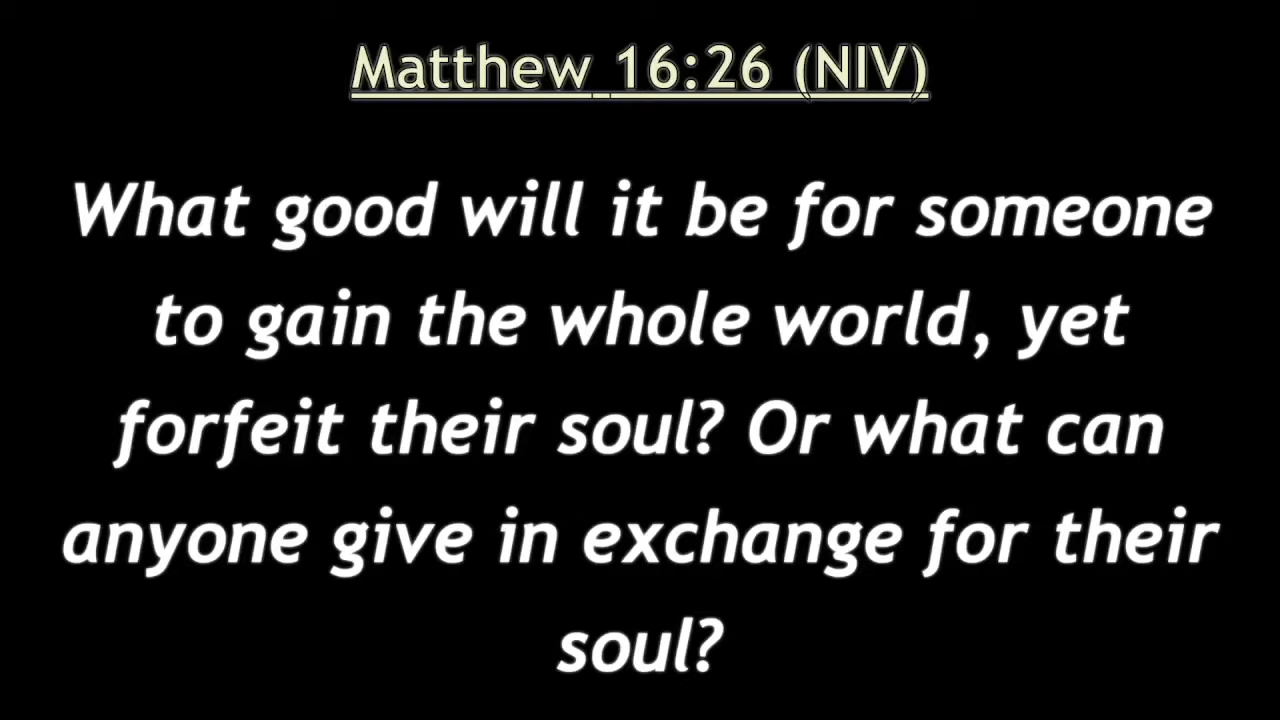 Matthew 16:26 (NIV)
What good will it be for someone
to gain the whole world, yet
forfeit their soul? Or what can
anyone give in exchange for their
soul?